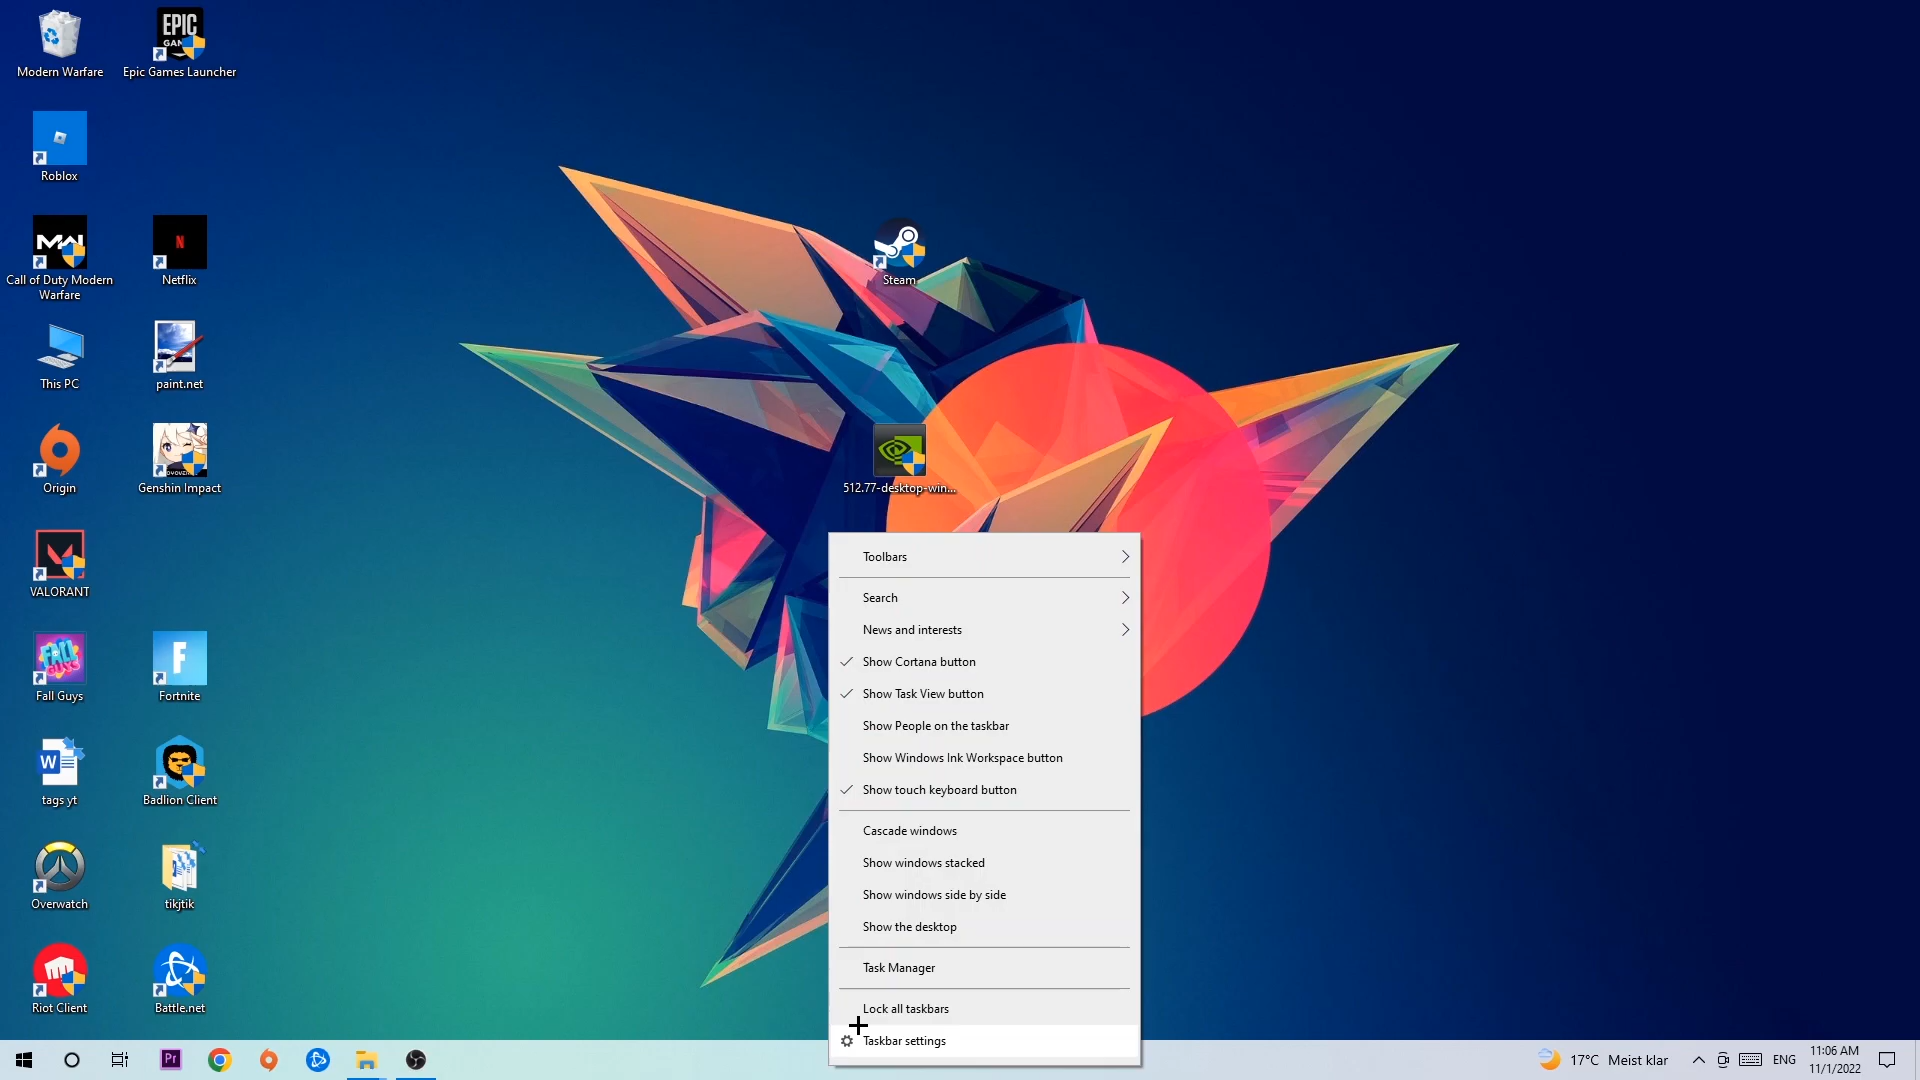 EPIC
Modern Warfare
Epic Games Launcher
Roblox
MW
N
Call of Duty Modern
Warfare
Netflix
Steam
This PC
paint.net
Origin
Genshin Impact
512.77-desktop-win...
VALORANT
FALL
Fall Guys
F
Fortnite
W
tags yt
Badlion Client
Overwatch
tikjtik
Riot Client
Battle.net
Toolbars
Search
News and interests
Show Cortana button
Show Task View button
Show People on the taskbar
Show Windows Ink Workspace button
Show touch keyboard button
Cascade windows
Show windows stacked
Show windows side by side
Show the desktop
Task Manager
Lock all taskbars
Taskbar settings
Pr
17°C Meist klar
ENG
11:06 AM
11/1/2022